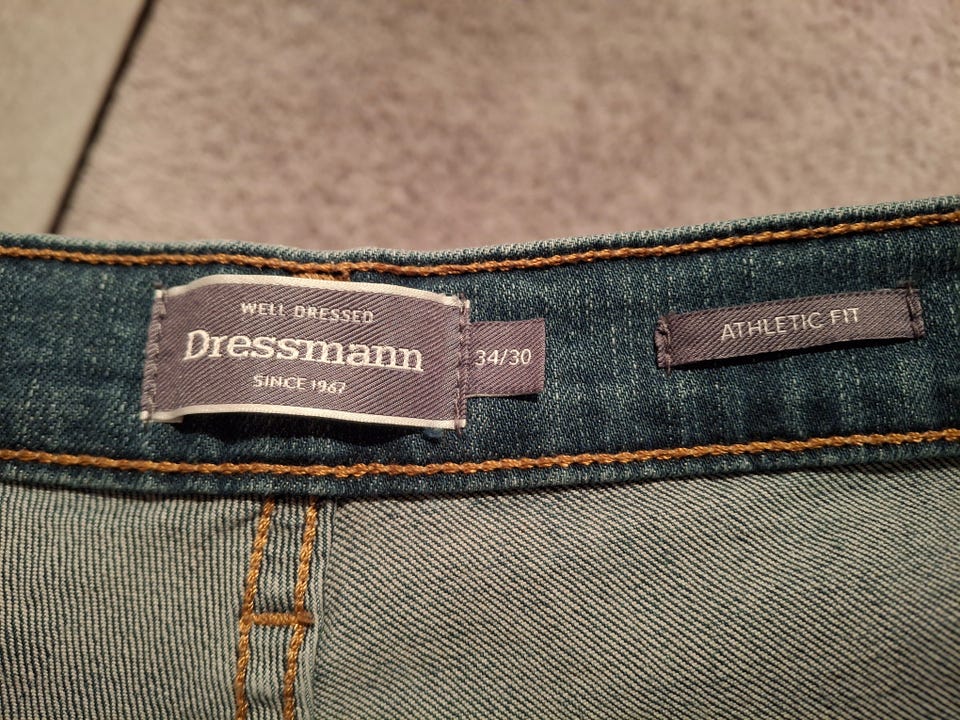 WELL DRESSED
Dressmann
SINCE 1967
34/30
ATHLETIC FIT